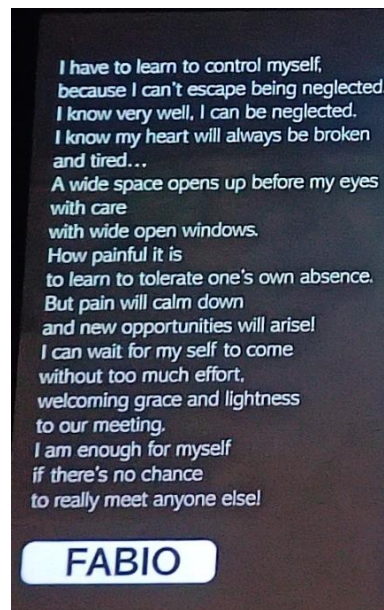 I have to learn to control myself,
because I can't escape being neglected.
I know very well, I can be neglected.
I know my heart will always be broken
and tired...
A wide space opens up before my eyes
with care
with wide open windows.
How painful it is
to learn to tolerate one's own absence.
But pain will calm down
and new opportunities will arise!
I can wait for my self to come
without too much effort,
welcoming grace and lightness
to our meeting.
I am enough for myself
if there's no chance
to really meet anyone else!
FABIO